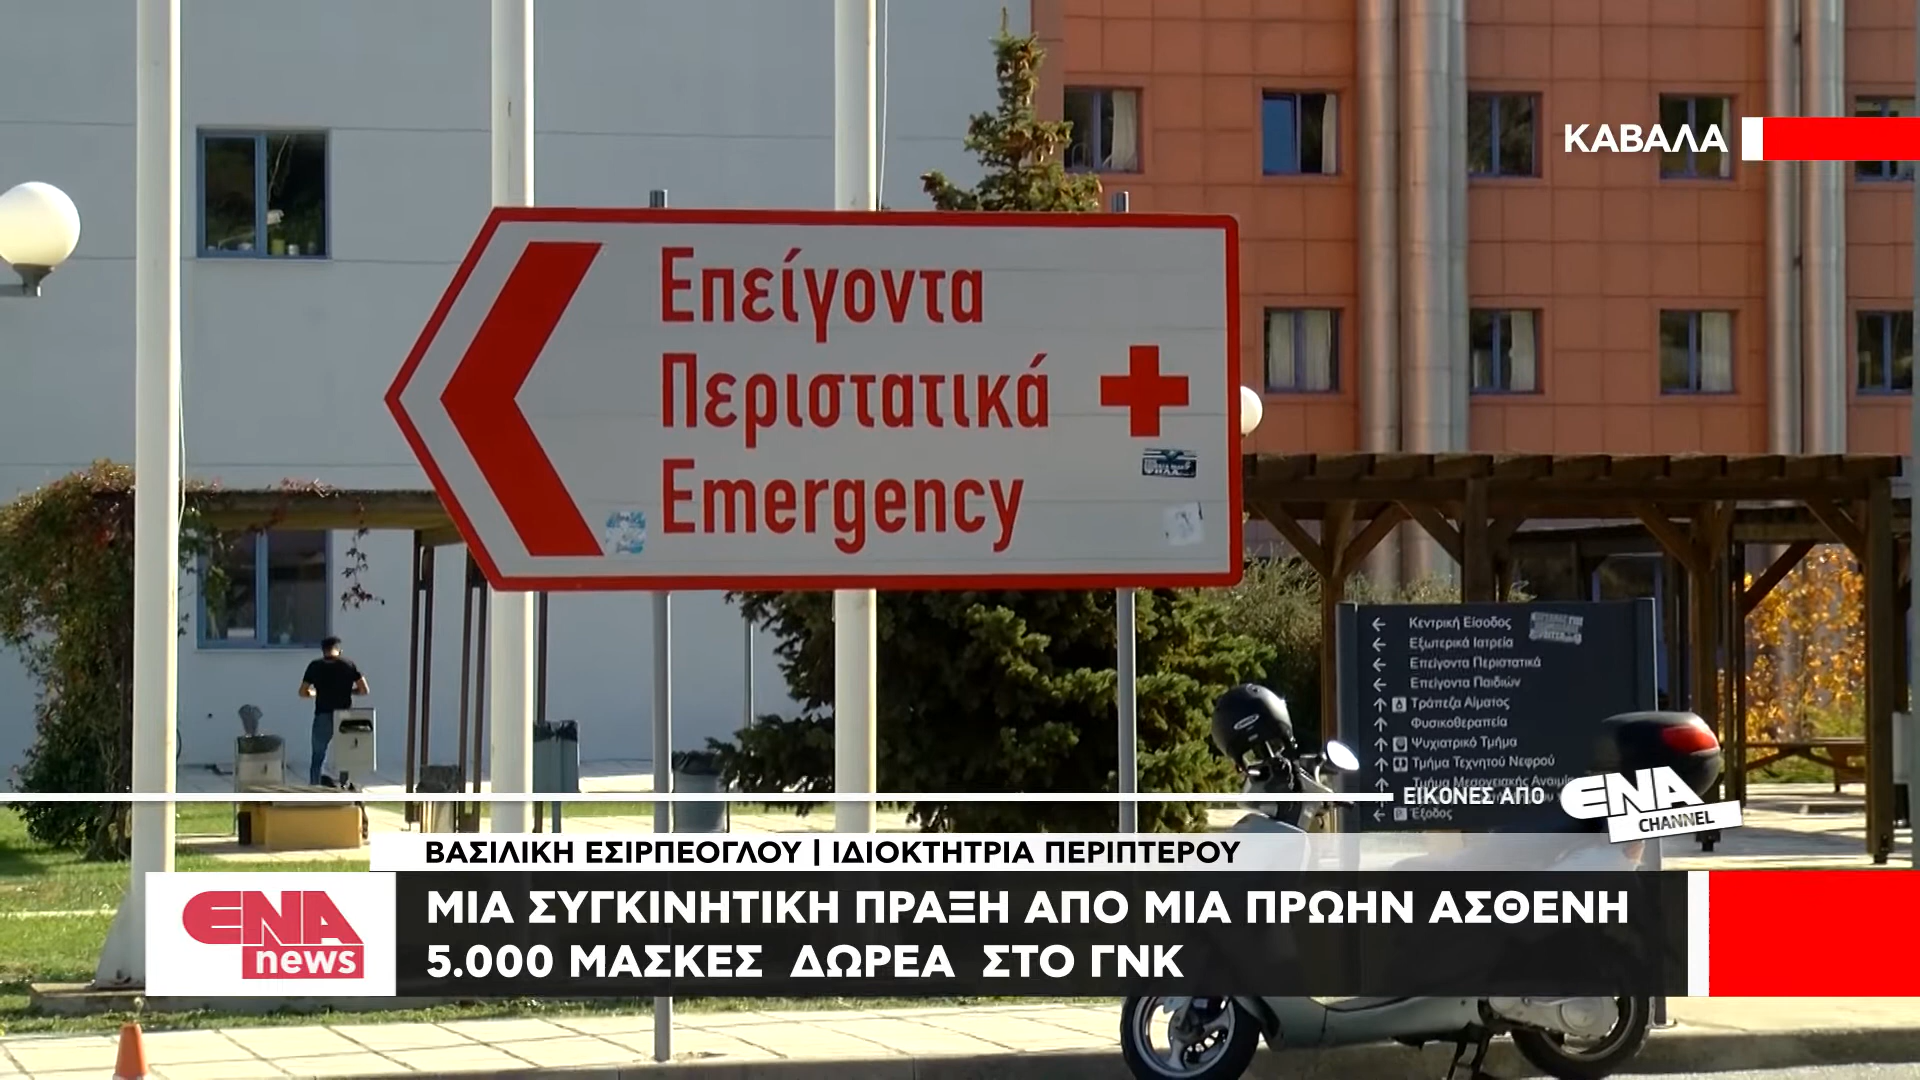 ΚΑΒΑΛΑ
Επείγοντα
Περιστατικά
Emergency
Κεντρική Είσοδος
Εξωτερικά Ιατρεία
Επείγοντα Περιστατικά
Επείγοντα Παιδιών
Τράπεζα Αίματος
Φυσικοθεραπεία
Ψυχιατρικό Τμήμα
Τμήμα Τεχνητού Νεφρού
Τμήμα Μεσογειακής
Έξοδος
ΕΙΚΟΝΕΣ ΑΠΟ
ENA
CHANNEL
ΒΑΣΙΛΙΚΗ ΕΣΙΡΠΕΟΓΛΟΥ | ΙΔΙΟΚΤΗΤΡΙΑ ΠΕΡΙΠΤΕΡΟΥ
ENA
news
ΜΙΑ ΣΥΓΚΙΝΗΤΙΚΗ ΠΡΑΞΗ ΑΠΟ ΜΙΑ ΠΡΩΗΝ ΑΣΘΕΝΗ
5.000 ΜΑΣΚΕΣ ΔΩΡΕΑ ΣΤΟ ΓΝΚ